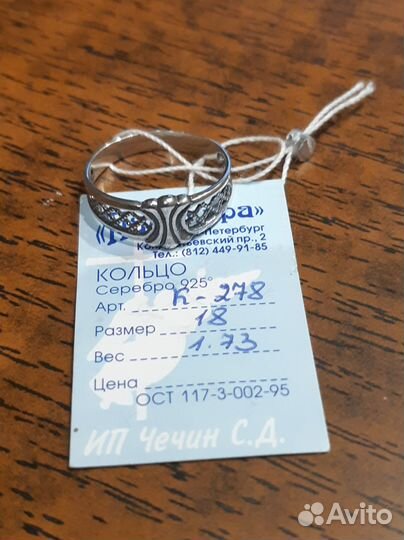 Петербург
пр., 2
Тел.: (812) 449-91-85
КОЛЬЦО
Серебро 925°
Арт. К-278
Размер 18
Вес 1.73
Цена
ОСТ 117-3-002-95
ИП Чечин С.Д.
Avito